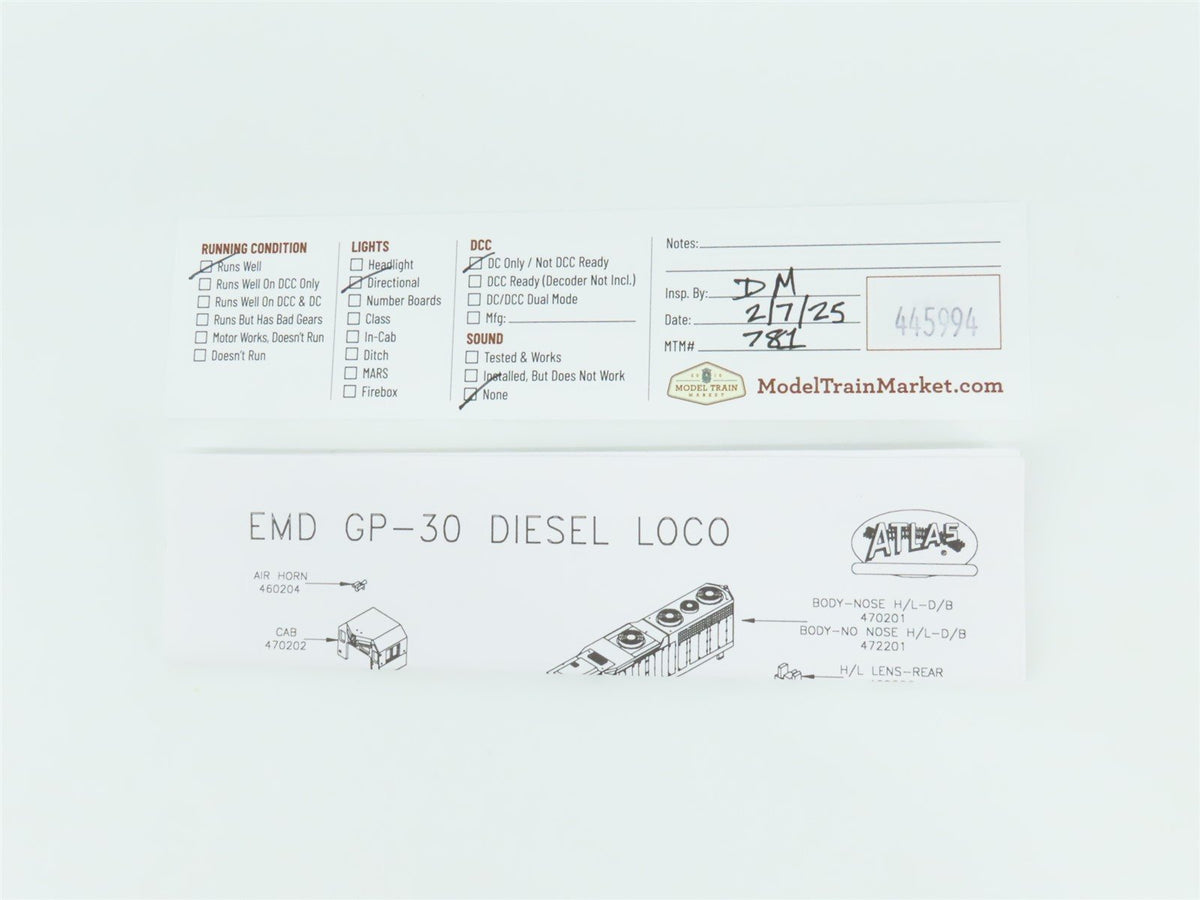 RUNNING CONDITION
Runs Well
Runs Well On DCC Only
Runs Well On DCC & DC
Runs But Has Bad Gears
Motor Works, Doesn't Run
Doesn't Run
LIGHTS
Headlight
Directional
Number Boards
Class
In-Cab
Ditch
MARS
Firebox
DCC
DC Only / Not DCC Ready
DCC Ready (Decoder Not Incl.)
DC/DCC Dual Mode
Mfg:
SOUND
Tested & Works
Installed, But Does Not Work
None
Notes:
Insp. By: DM
Date: 2/7/25
MTM# 781
445994
2010
MODEL TRAIN
MARKET
ModelTrainMarket.com
EMD GP-30 DIESEL LOCO
ATLAS
®
AIR HORN
460204
CAB
470202
BODY-NOSE H/L-D/B
470201
BODY-NO NOSE H/L-D/B
472201
H/L LENS-REAR